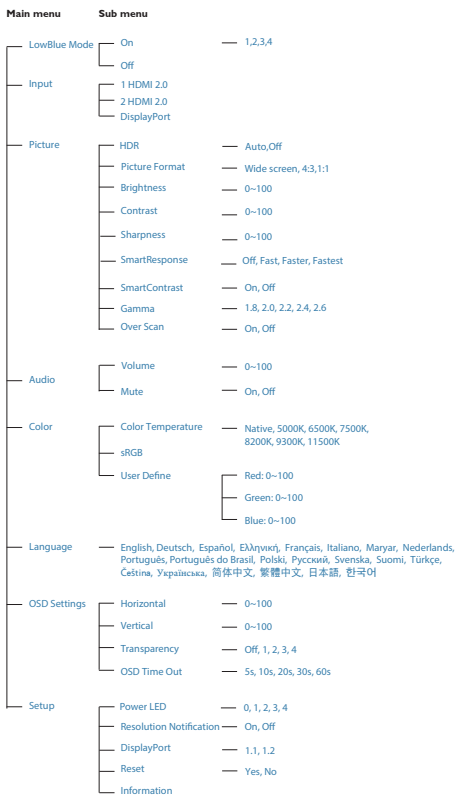 Main menu Sub menu
LowBlue Mode On 1,2,3,4
Off
Input 1 HDMI 2.0
2 HDMI 2.0
DisplayPort
Picture HDR Auto,Off
Picture Format Wide screen, 4:3,1:1
Brightness 0~100
Contrast 0~100
Sharpness 0~100
SmartResponse Off, Fast, Faster, Fastest
SmartContrast On, Off
Gamma 1.8, 2.0, 2.2, 2.4, 2.6
Over Scan On, Off
Volume 0~100
Audio
Mute On, Off
Color Color Temperature Native, 5000K, 6500K, 7500K,
8200K, 9300K, 11500K
sRGB
User Define Red: 0~100
Green: 0~100
Blue: 0~100
Language English, Deutsch, Español, Ελληνική, Français, Italiano, Maryar, Nederlands,
Português, Português do Brasil, Polski, Русский, Svenska, Suomi, Türkçe,
Čeština, Українська, 简体中文, 繁體中文, 日本語, 한국어
OSD Settings Horizontal 0~100
Vertical 0~100
Transparency Off, 1, 2, 3, 4
OSD Time Out 5s, 10s, 20s, 30s, 60s
Setup Power LED 0, 1, 2, 3, 4
Resolution Notification On, Off
DisplayPort 1.1, 1.2
Reset Yes, No
Information